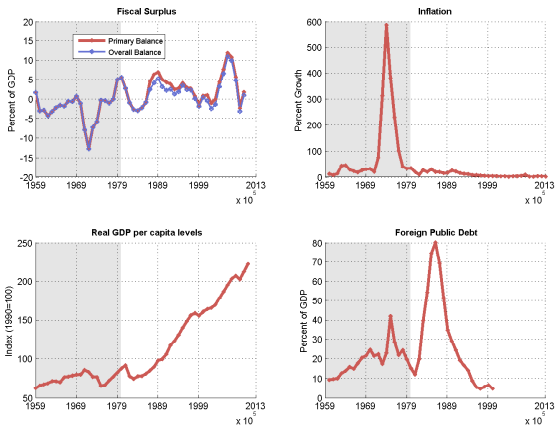 Fiscal Surplus
Percent of GDP
20
15
10
5
0
-5
-10
-15
-20
Primary Balance
Overall Balance
1959 1969 1979 1989 1999 2013
x 10^5
Inflation
Percent Growth
600
500
400
300
200
100
0
1959 1969 1979 1989 1999 2013
x 10^5
Real GDP per capita levels
Index (1990=100)
250
200
150
100
50
1959 1969 1979 1989 1999 2013
x 10^5
Foreign Public Debt
Percent of GDP
80
70
60
50
40
30
20
10
0
1959 1969 1979 1989 1999 2013
x 10^5